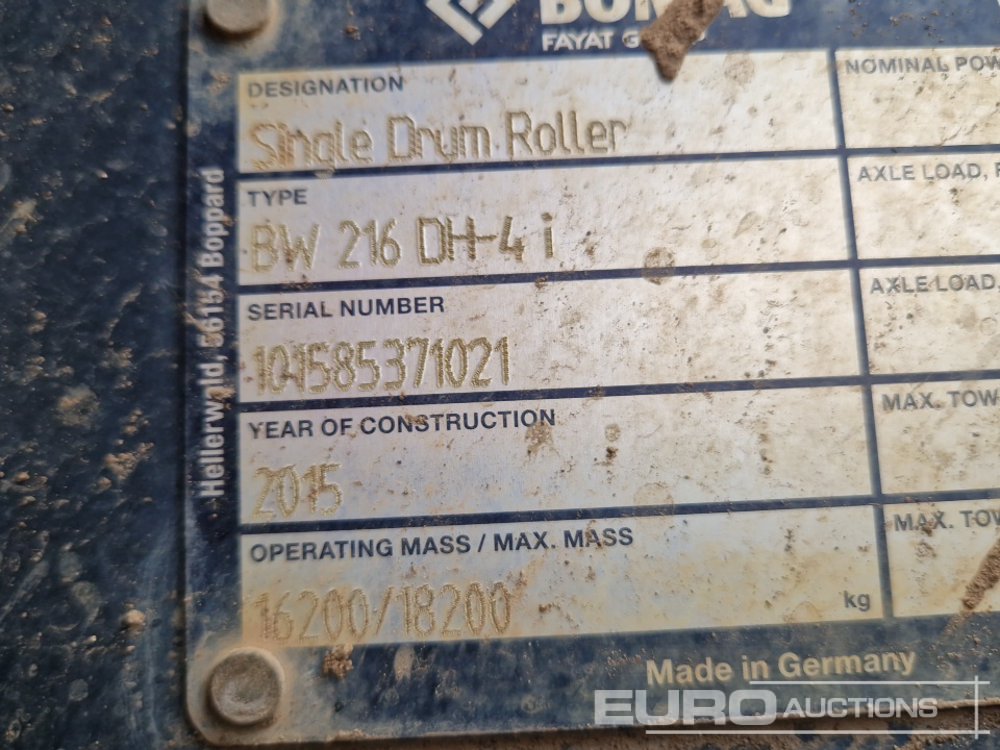 BOMAG
FAYAT G
DESIGNATION
Single Drum Roller
TYPE
BW 216 DH-4 i
SERIAL NUMBER
101585371021
YEAR OF CONSTRUCTION
2015
OPERATING MASS / MAX. MASS
16200/18200 kg
NOMINAL POW
AXLE LOAD,
AXLE LOAD,
MAX. TOW
MAX. TOW
Hellerwald, 56154 Boppard
Made in Germany
EURO AUCTIONS